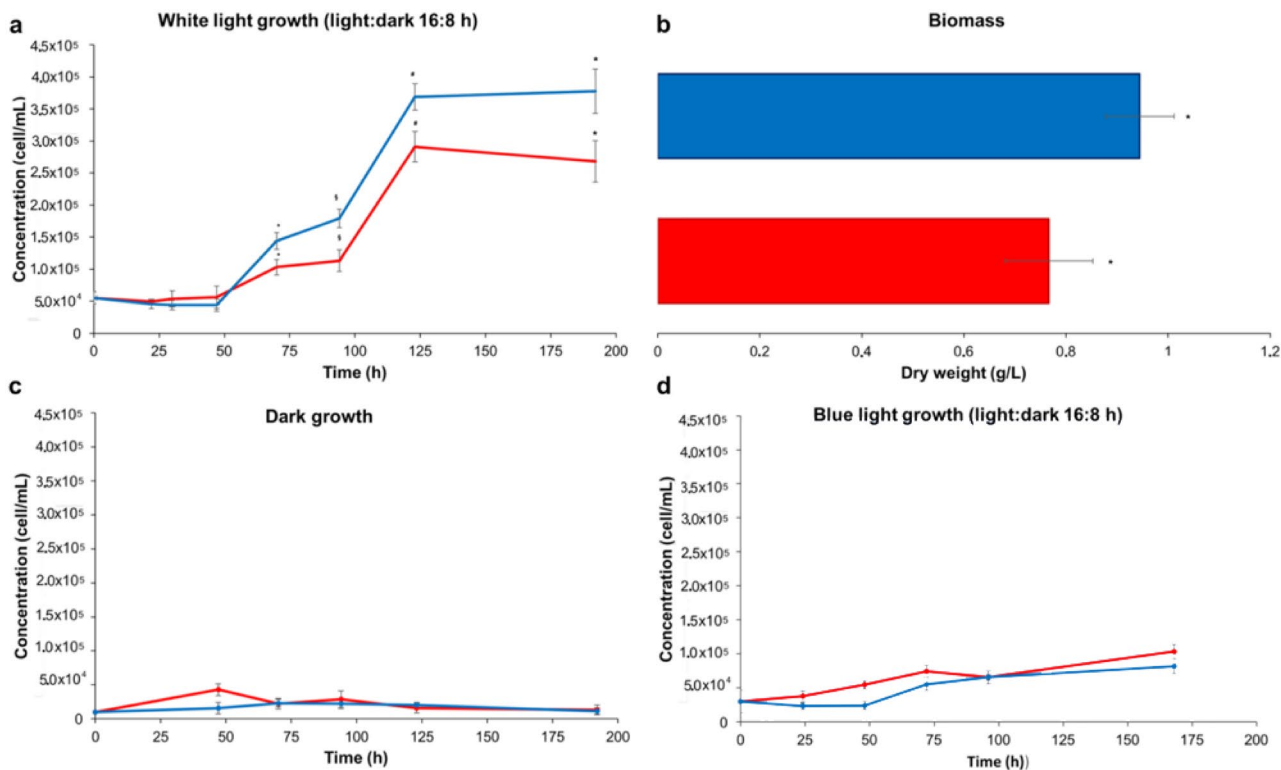 a
White light growth (light:dark 16:8 h)
4,5x10⁵
4,0x10⁵
3,5x10⁵
3,0x10⁵
2,5x10⁵
2,0x10⁵
1,5x10⁵
1,0x10⁵
5,0x10⁴
0
Concentration (cell/mL)
* § # *
* § # *
0 25 50 75 100 125 150 175 200
Time (h)
b
Biomass
*
*
0 0.2 0.4 0.6 0.8 1 1.2
Dry weight (g/L)
c
Dark growth
4,5x10⁵
4,0x10⁵
3,5x10⁵
3,0x10⁵
2,5x10⁵
2,0x10⁵
1,5x10⁵
1,0x10⁵
5,0x10⁴
0
Concentration (cell/mL)
0 25 50 75 100 125 150 175 200
Time (h)
d
Blue light growth (light:dark 16:8 h)
4,5x10⁵
4,0x10⁵
3,5x10⁵
3,0x10⁵
2,5x10⁵
2,0x10⁵
1,5x10⁵
1,0x10⁵
5,0x10⁴
0
Concentration (cell/mL)
0 25 50 75 100 125 150 175 200
Time (h))